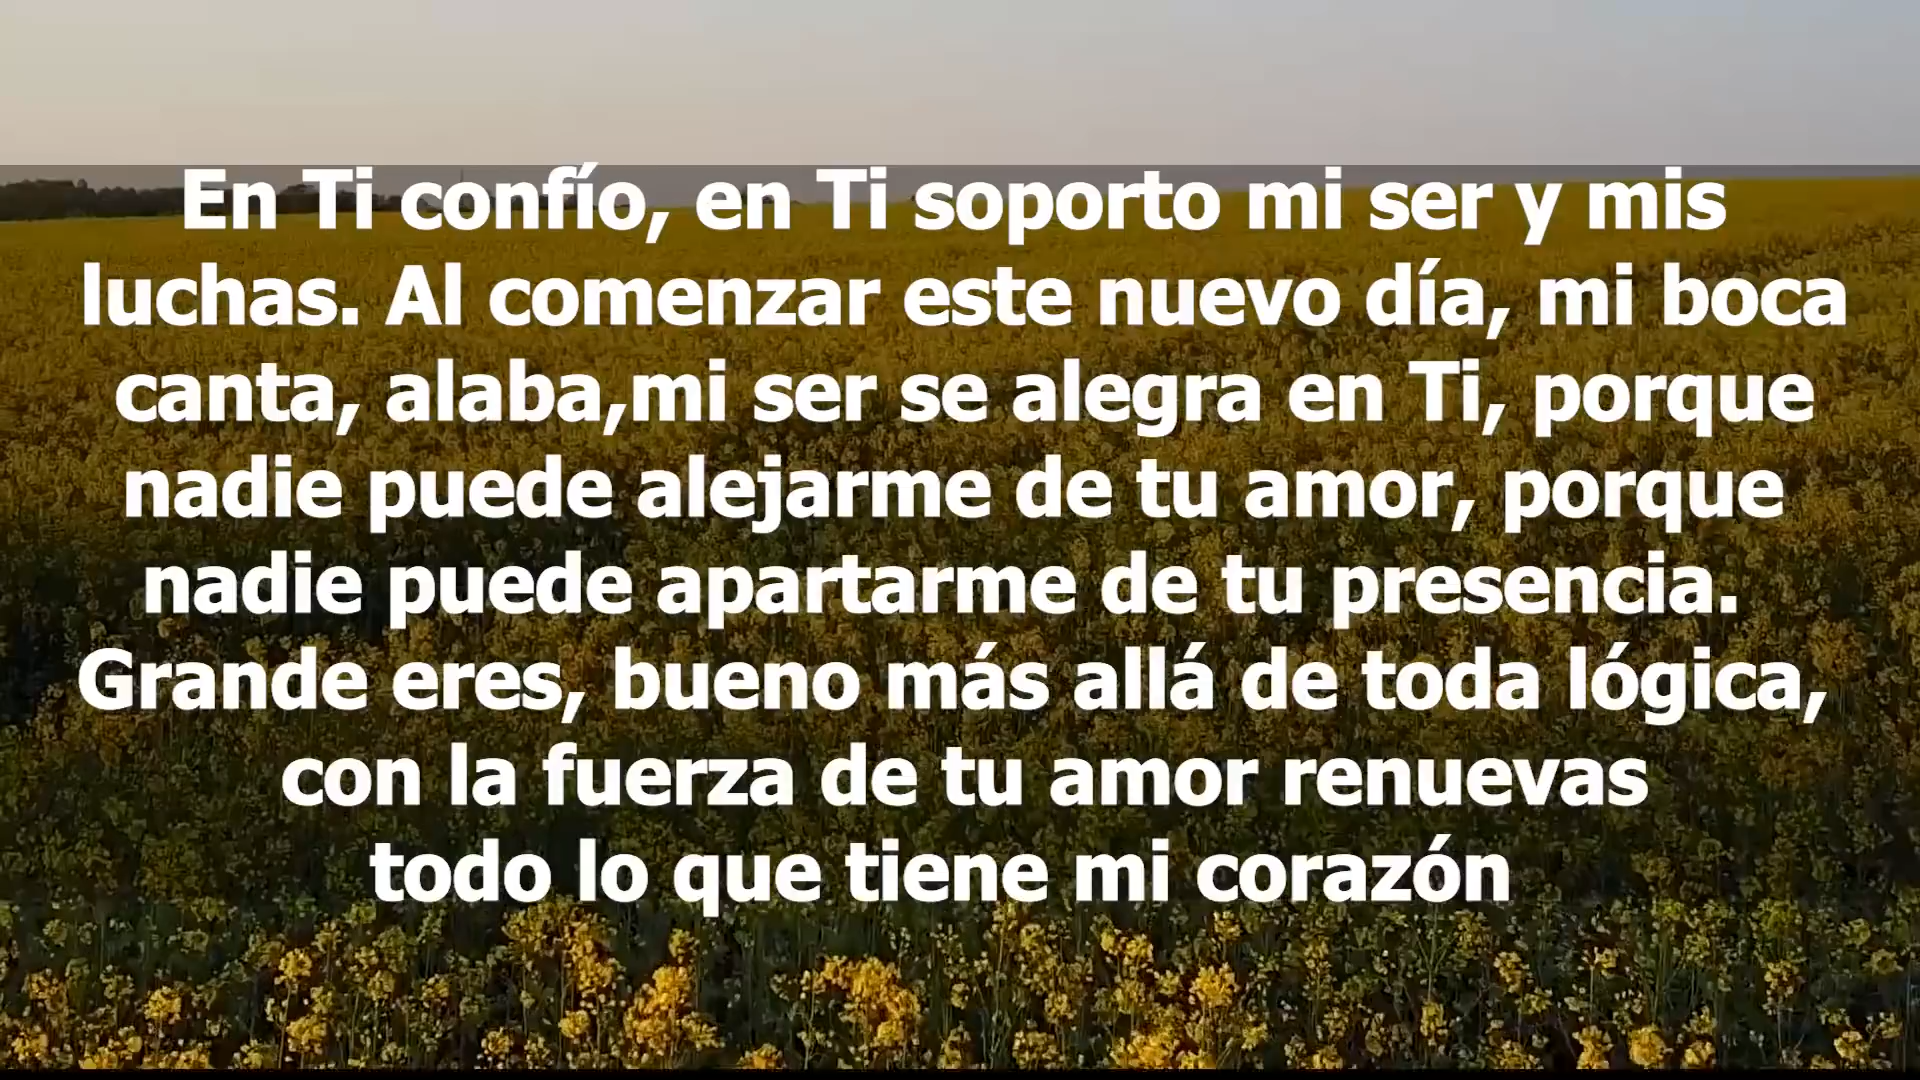 En Ti confío, en Ti soporto mi ser y mis
luchas. Al comenzar este nuevo día, mi boca
canta, alaba,mi ser se alegra en Ti, porque
nadie puede alejarme de tu amor, porque
nadie puede apartarme de tu presencia.
Grande eres, bueno más allá de toda lógica,
con la fuerza de tu amor renuevas
todo lo que tiene mi corazón